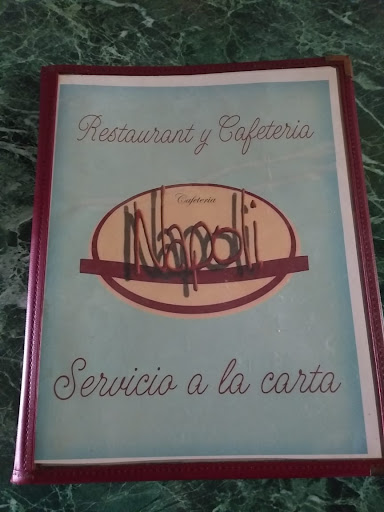 Restaurant y Cafeteria
Cafeteria
Napoli
Servicio a la carta